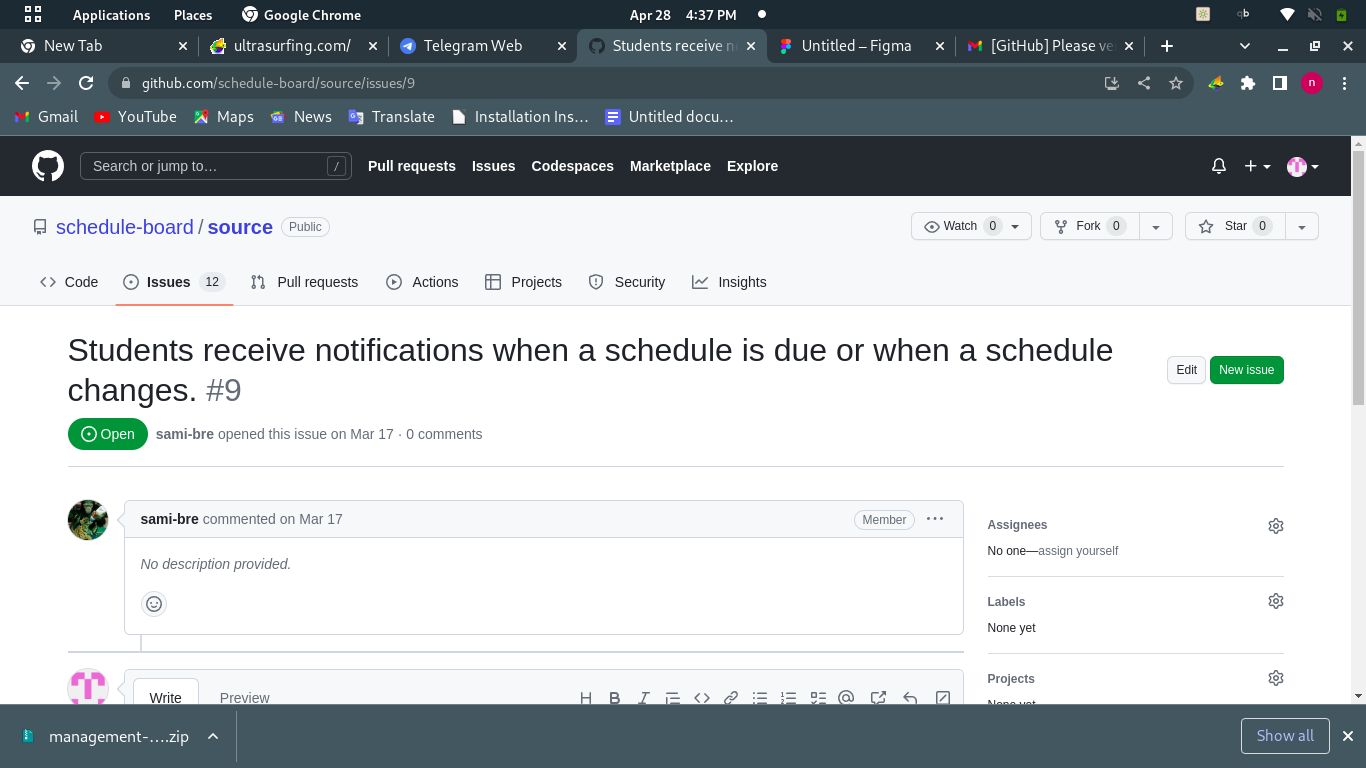 Applications Places Google Chrome Apr 28 4:37 PM
New Tab ultrasurfing.com/ Telegram Web Students receive Untitled – Figma [GitHub] Please
github.com/schedule-board/source/issues/9 n
Gmail YouTube Maps News Translate Installation Ins… Untitled docu…
Search or jump to… / Pull requests Issues Codespaces Marketplace Explore
schedule-board / source Public Watch 0 Fork 0 Star 0
Code Issues 12 Pull requests Actions Projects Security Insights
Students receive notifications when a schedule is due or when a schedule
changes. #9
Edit New issue
Open sami-bre opened this issue on Mar 17 · 0 comments
sami-bre commented on Mar 17 Member ···
No description provided.
Assignees
No one—assign yourself
Labels
None yet
Projects
None yet
Write Preview
management-....zip Show all